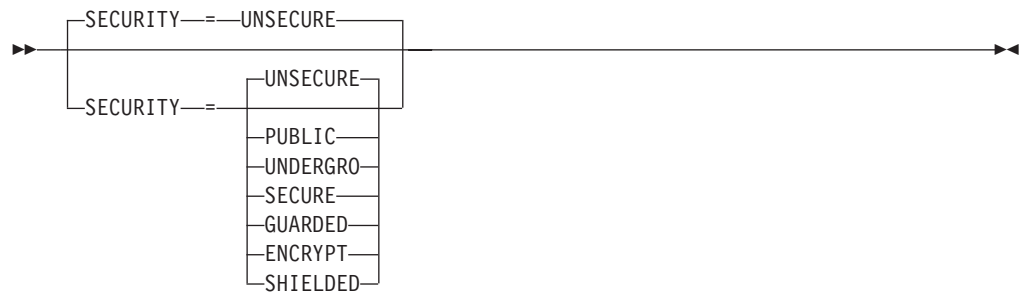 SECURITY = UNSECURE
UNSECURE
SECURITY =
PUBLIC
UNDERGRO
SECURE
GUARDED
ENCRYPT
SHIELDED